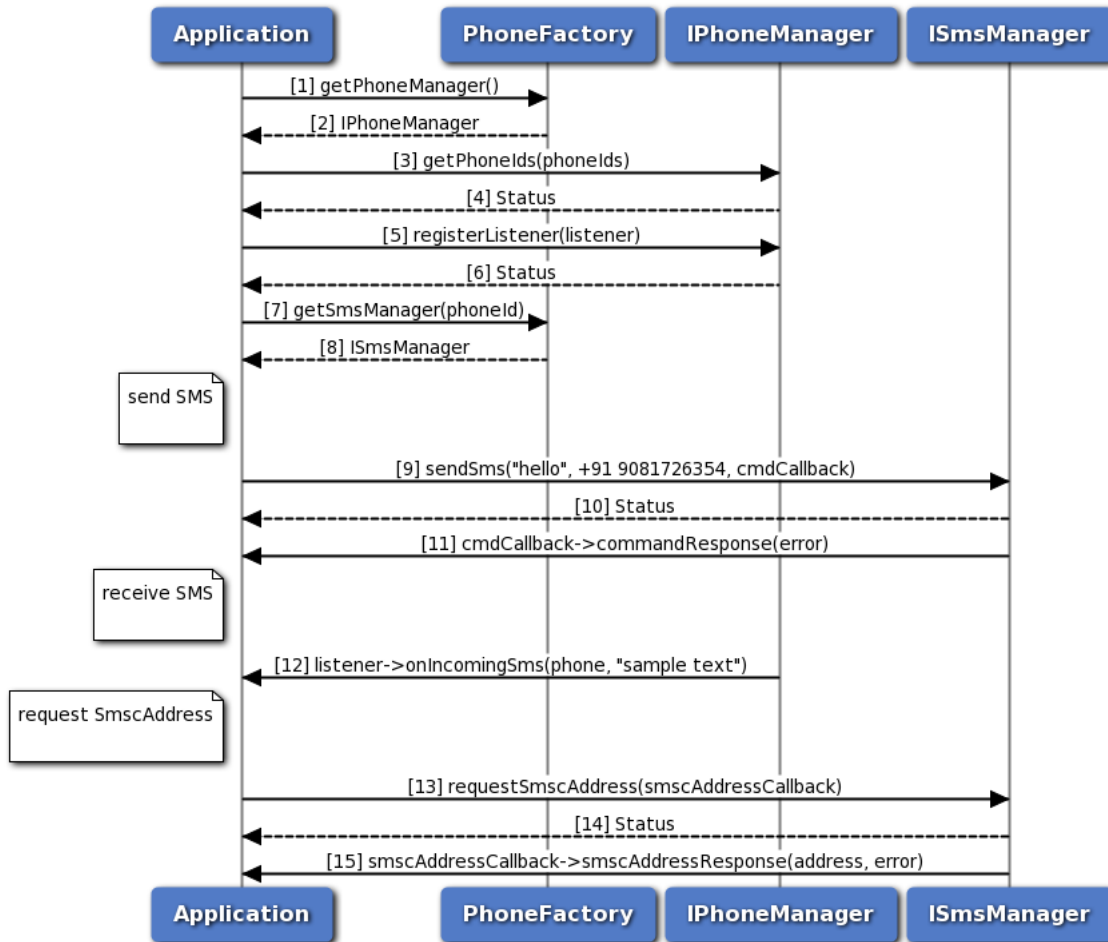 Application PhoneFactory IPhoneManager ISmsManager
[1] getPhoneManager()
[2] IPhoneManager
[3] getPhoneIds(phoneIds)
[4] Status
[5] registerListener(listener)
[6] Status
[7] getSmsManager(phoneId)
[8] ISmsManager
send SMS
[9] sendSms("hello", +91 9081726354, cmdCallback)
[10] Status
[11] cmdCallback->commandResponse(error)
receive SMS
[12] listener->onIncomingSms(phone, "sample text")
request SmscAddress
[13] requestSmscAddress(smscAddressCallback)
[14] Status
[15] smscAddressCallback->smscAddressResponse(address, error)
Application PhoneFactory IPhoneManager ISmsManager